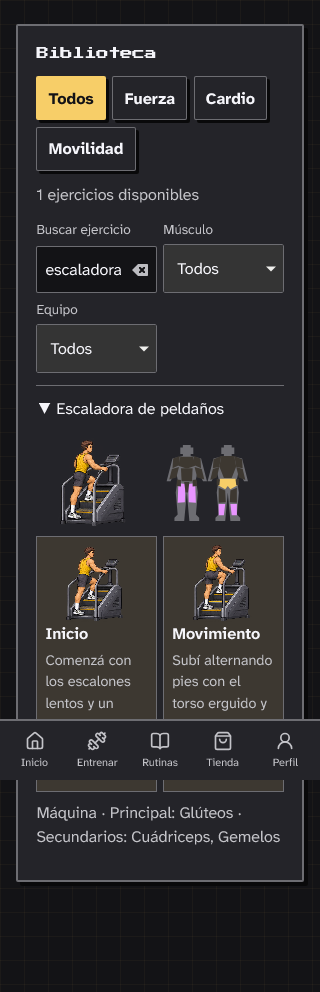 Biblioteca
Todos
Fuerza
Cardio
Movilidad
1 ejercicios disponibles
Buscar ejercicio
Músculo
escaladora
Todos
Equipo
Todos
▼ Escaladora de peldaños
Inicio
Movimiento
Comenzá con
los escalones
lentos y un
Subí alternando
pies con el
torso erguido y
Inicio
Entrenar
Rutinas
Tienda
Perfil
Máquina · Principal: Glúteos ·
Secundarios: Cuádriceps, Gemelos